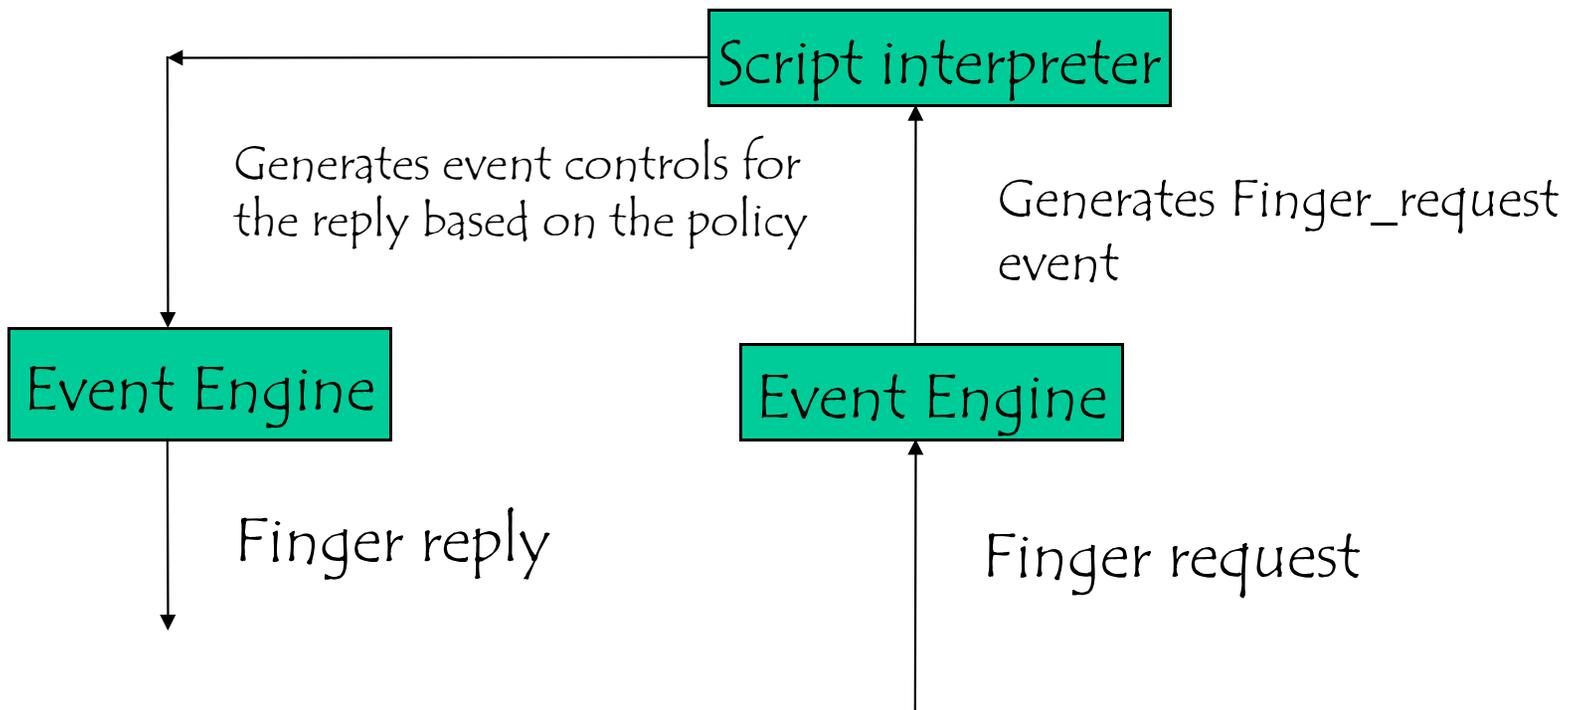 Script interpreter
Generates event controls for
the reply based on the policy
Generates Finger_request
event
Event Engine
Event Engine
Finger reply
Finger request